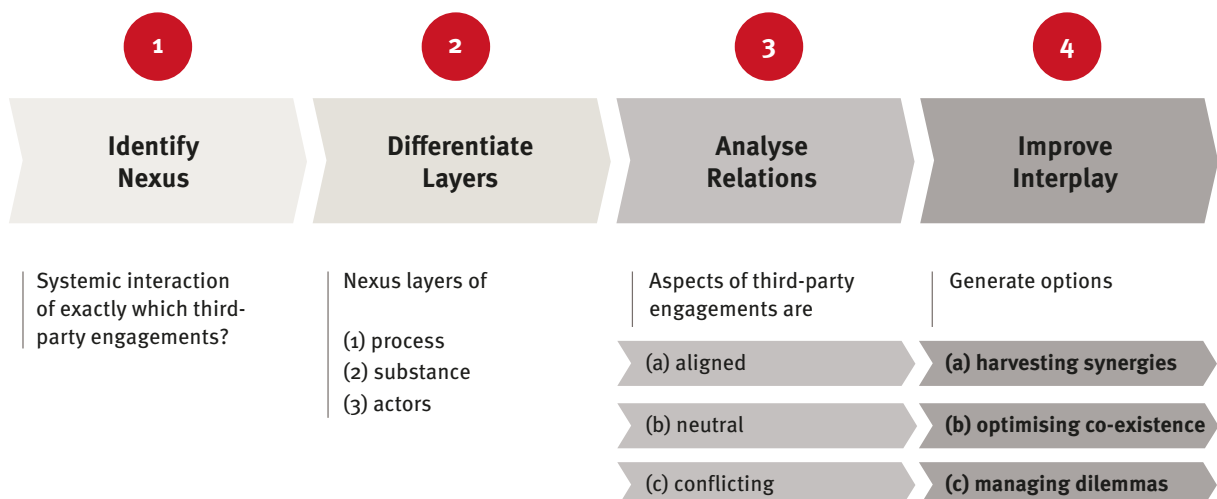 1
Identify
Nexus
Systemic interaction
of exactly which third-
party engagements?
2
Differentiate
Layers
Nexus layers of
(1) process
(2) substance
(3) actors
3
Analyse
Relations
Aspects of third-party
engagements are
(a) aligned
(b) neutral
(c) conflicting
4
Improve
Interplay
Generate options
(a) harvesting synergies
(b) optimising co-existence
(c) managing dilemmas